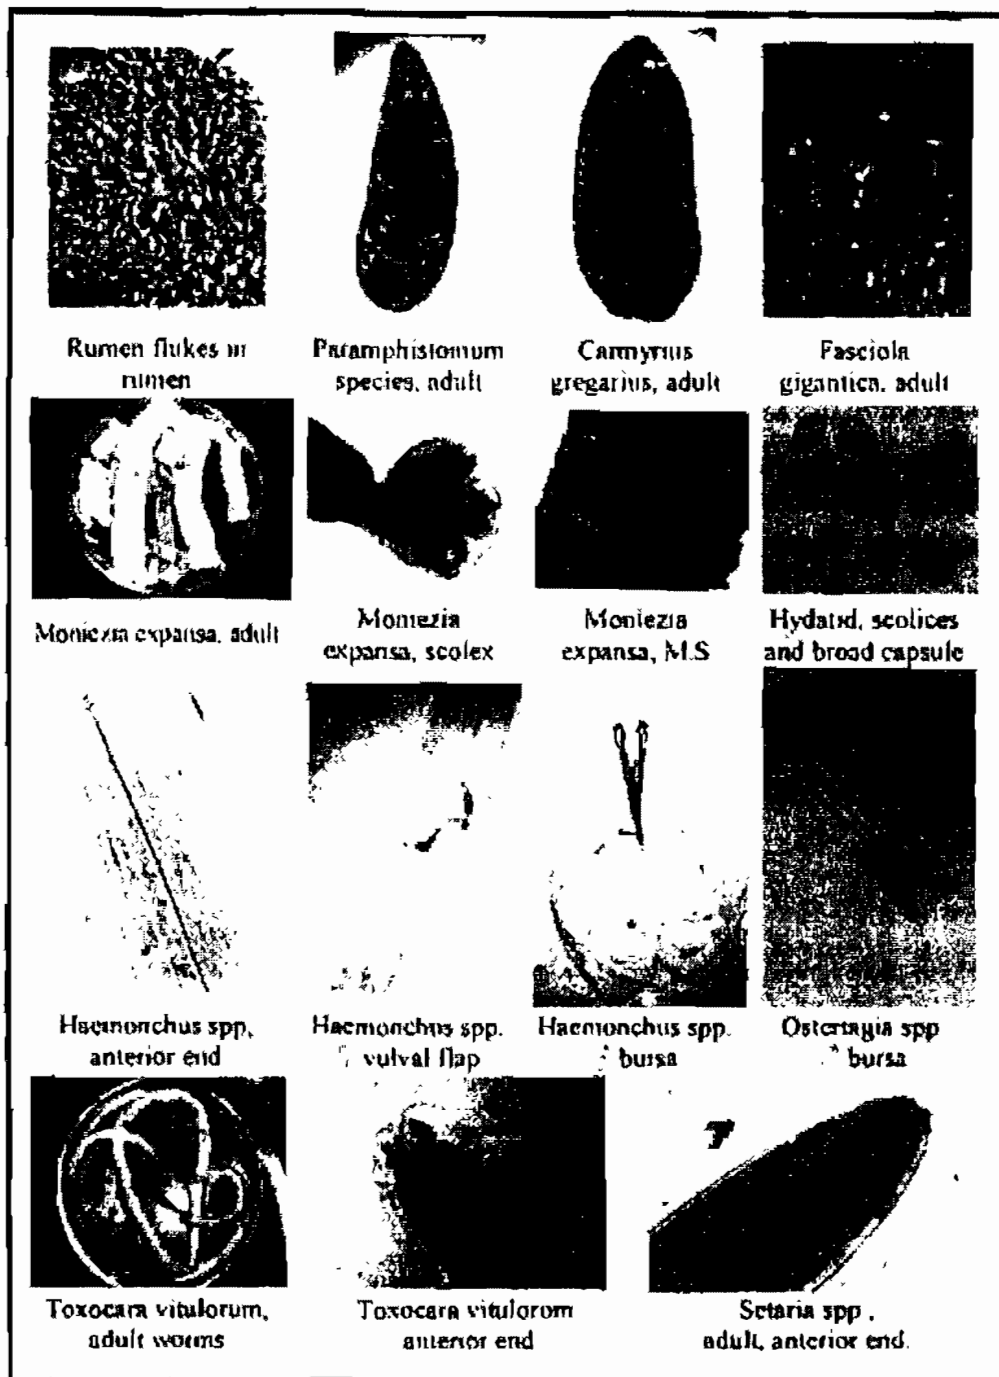 Rumen flukes in
rumen
Paramphistomum
species, adult
Carmyrius
gregarius, adult
Fasciola
gigantica, adult
Moniezia expansa, adult
Moniezia
expansa, scolex
Moniezia
expansa, M.S
Hydatid, scolices
and broad capsule
Haemonchus spp,
anterior end
Haemonchus spp.
vulval flap
Haemonchus spp.
bursa
Ostertagia spp
bursa
Toxocara vitulorum,
adult worms
Toxocara vitulorum
anterior end
Setaria spp,
adult, anterior end.